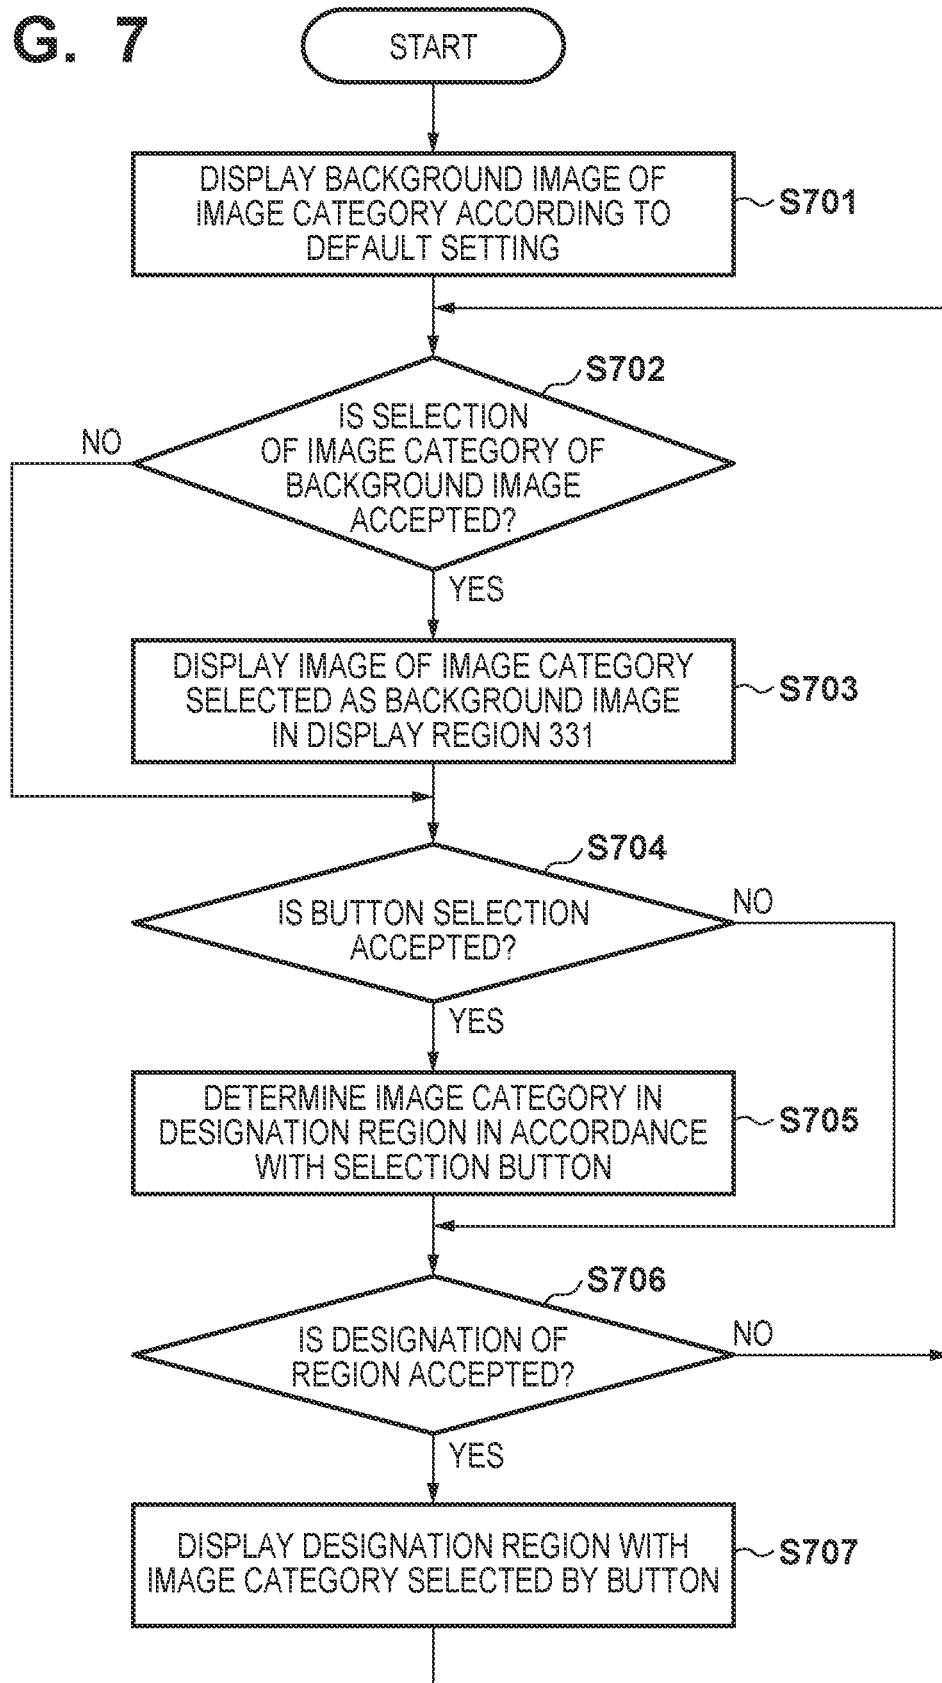 G. 7
START
DISPLAY BACKGROUND IMAGE OF
IMAGE CATEGORY ACCORDING TO
DEFAULT SETTING
S701
S702
IS SELECTION
OF IMAGE CATEGORY OF
BACKGROUND IMAGE
ACCEPTED?
NO
YES
DISPLAY IMAGE OF IMAGE CATEGORY
SELECTED AS BACKGROUND IMAGE
IN DISPLAY REGION 331
S703
S704
IS BUTTON SELECTION
ACCEPTED?
NO
YES
DETERMINE IMAGE CATEGORY IN
DESIGNATION REGION IN ACCORDANCE
WITH SELECTION BUTTON
S705
S706
IS DESIGNATION OF
REGION ACCEPTED?
NO
YES
DISPLAY DESIGNATION REGION WITH
IMAGE CATEGORY SELECTED BY BUTTON
S707